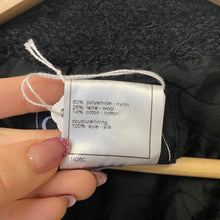 60% polyamide - nylon
26% laine - wool
14% coton - cotton
doublure/lining
100% soie - silk